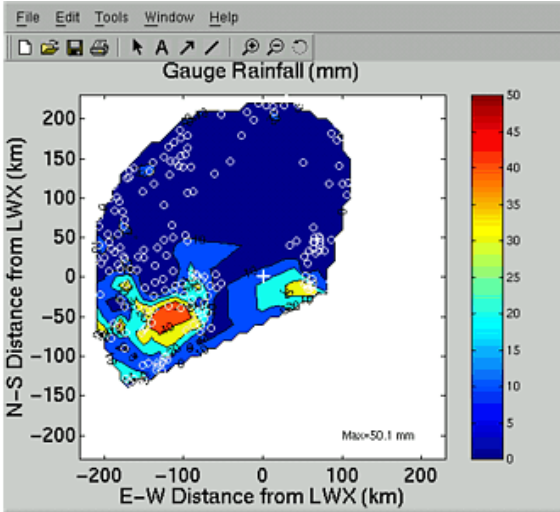 File Edit Tools Window Help
A
Gauge Rainfall (mm)
N-S Distance from LWX (km)
200
150
100
50
0
−50
−100
−150
−200
50
45
40
35
30
25
20
15
10
5
0
Max=50.1 mm
−200 −100 0 100 200
E-W Distance from LWX (km)